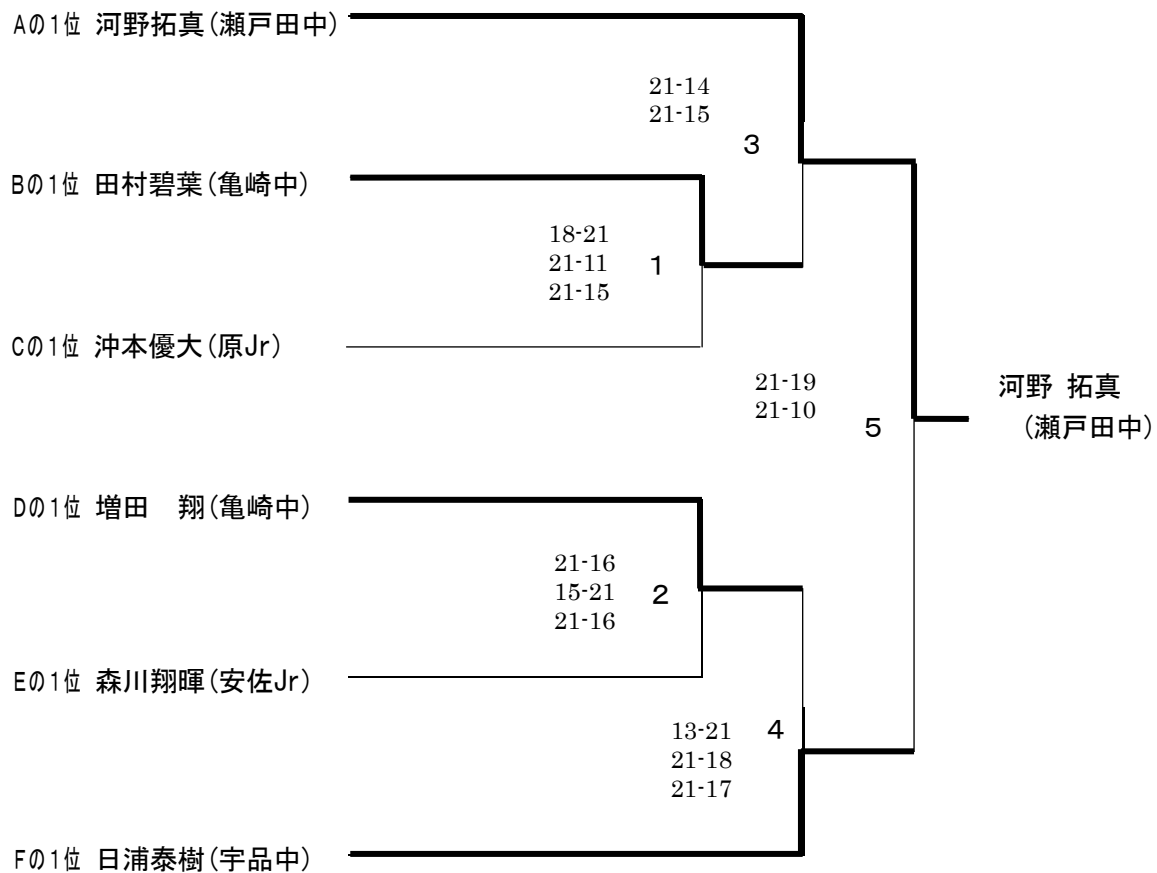 Aの1位 河野拓真(瀬戸田中)
21-14
21-15
3
Bの1位 田村碧葉(亀崎中)
18-21
21-11
21-15
1
Cの1位 沖本優大(原Jr)
21-19
21-10
5
河野 拓真
(瀬戸田中)
Dの1位 増田　翔(亀崎中)
21-16
15-21
21-16
2
Eの1位 森川翔暉(安佐Jr)
13-21
21-18
21-17
4
Fの1位 日浦泰樹(宇品中)